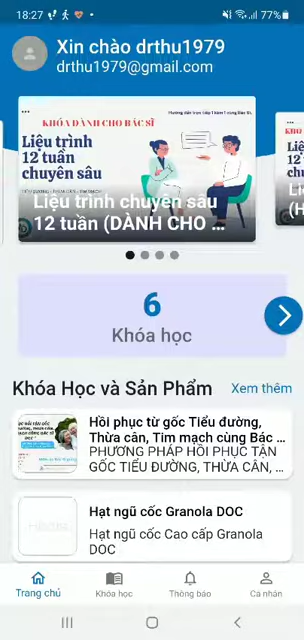 18:27
77%
Xin chào drthu1979
drthu1979@gmail.com
KHÓA DÀNH CHO BÁC SĨ
Liệu trình
12 tuần
chuyên sâu
Liệu trình chuyên sâu
12 tuần (DÀNH CHO ...
6
Khóa học
Khóa Học và Sản Phẩm
Xem thêm
Hồi phục từ gốc Tiểu đường,
Thừa cân, Tim mạch cùng Bác ...
PHƯƠNG PHÁP HỒI PHỤC TẬN
GỐC TIỂU ĐƯỜNG, THỪA CÂN, ...
Hạt ngũ cốc Granola DOC
Hạt ngũ cốc Cao cấp Granola
DOC
Trang chủ
Khóa học
Thông báo
Cá nhân